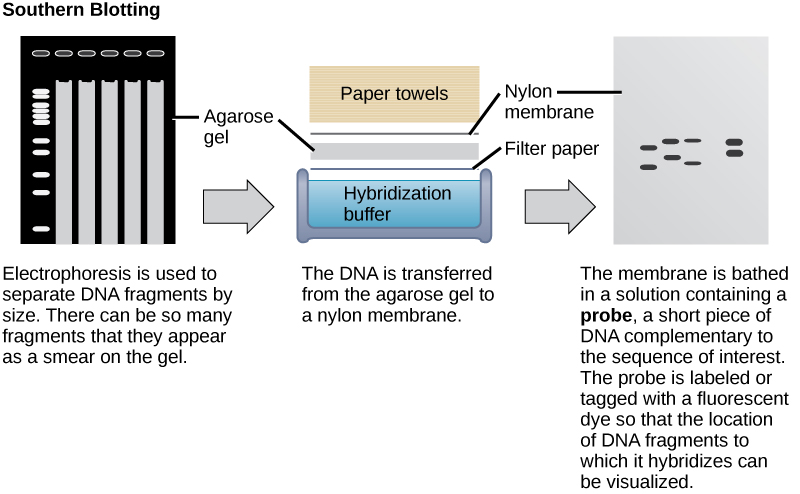 Southern Blotting
Agarose
gel
Paper towels
Nylon
membrane
Filter paper
Hybridization
buffer
Electrophoresis is used to
separate DNA fragments by
size. There can be so many
fragments that they appear
as a smear on the gel.
The DNA is transferred
from the agarose gel to
a nylon membrane.
The membrane is bathed
in a solution containing a
probe, a short piece of
DNA complementary to
the sequence of interest.
The probe is labeled or
tagged with a fluorescent
dye so that the location
of DNA fragments to
which it hybridizes can
be visualized.